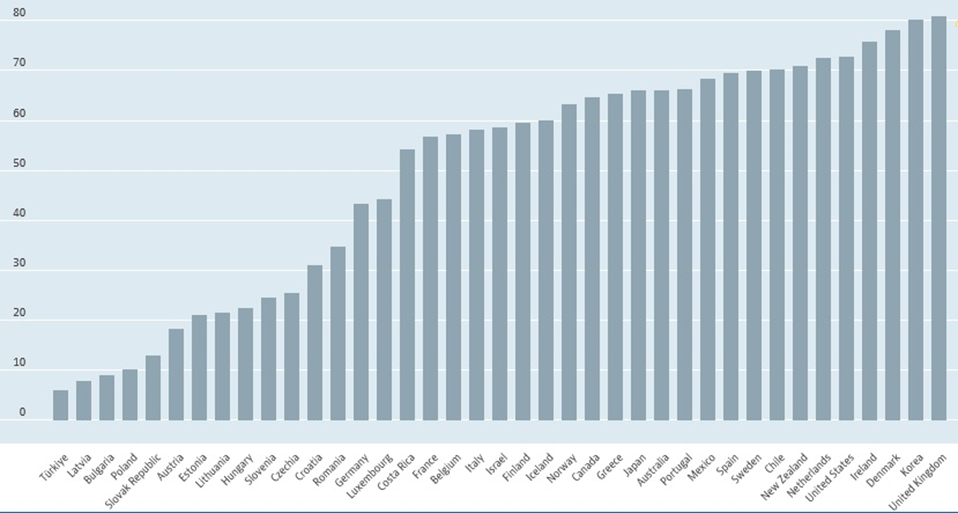 80
70
60
50
40
30
20
10
0
Türkiye
Latvia
Bulgaria
Poland
Slovak Republic
Austria
Estonia
Lithuania
Hungary
Slovenia
Czechia
Croatia
Romania
Germany
Luxembourg
Costa Rica
France
Belgium
Italy
Israel
Finland
Iceland
Norway
Canada
Greece
Japan
Australia
Portugal
Mexico
Spain
Sweden
Chile
New Zealand
Netherlands
United States
Ireland
Denmark
Korea
United Kingdom